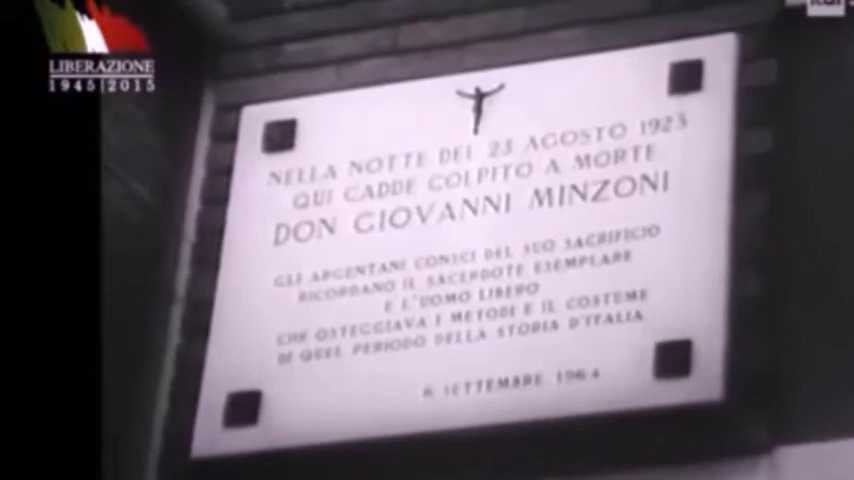 LIBERAZIONE
1945|2015
Rai
NELLA NOTTE DEL 23 AGOSTO 1923
QUI CADDE COLPITO A MORTE
DON GIOVANNI MINZONI
GLI ARGENTANI CONSCI DEL SUO SACRIFICIO
RICORDANO IL SACERDOTE ESEMPLARE
E L'UOMO LIBERO
CHE OSTEGGIAVA I METODI E IL COSTUME
DI QUEL PERIODO DELLA STORIA D'ITALIA
6 SETTEMBRE 1964